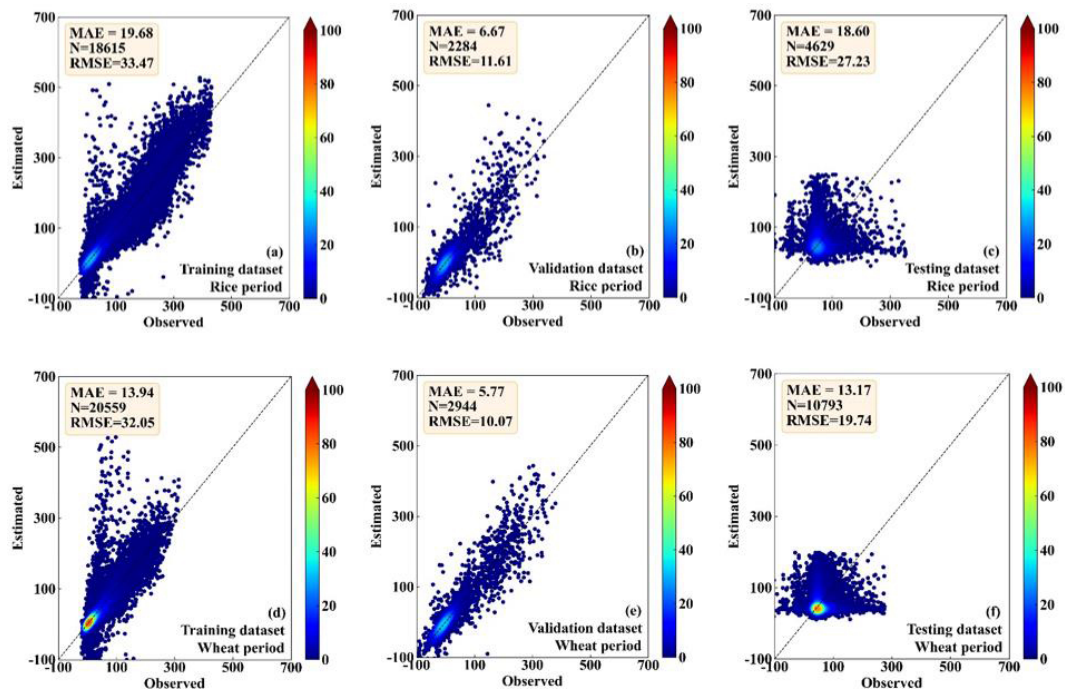 700
MAE = 19.68
N=18615
RMSE=33.47
500
300
100
-100
Estimated
(a)
Training dataset
Rice period
-100 100 300 500 700
Observed
100
80
60
40
20
0
700
MAE = 6.67
N=2284
RMSE=11.61
500
300
100
-100
Estimated
(b)
Validation dataset
Rice period
-100 100 300 500 700
Observed
100
80
60
40
20
0
700
MAE = 18.60
N=4629
RMSE=27.23
500
300
100
-100
Estimated
(c)
Testing dataset
Rice period
-100 100 300 500 700
Observed
100
80
60
40
20
0
700
MAE = 13.94
N=20559
RMSE=32.05
500
300
100
-100
Estimated
(d)
Training dataset
Wheat period
-100 100 300 500 700
Observed
100
80
60
40
20
0
700
MAE = 5.77
N=2944
RMSE=10.07
500
300
100
-100
Estimated
(e)
Validation dataset
Wheat period
-100 100 300 500 700
Observed
100
80
60
40
20
0
700
MAE = 13.17
N=10793
RMSE=19.74
500
300
100
-100
Estimated
(f)
Testing dataset
Wheat period
-100 100 300 500 700
Observed
100
80
60
40
20
0